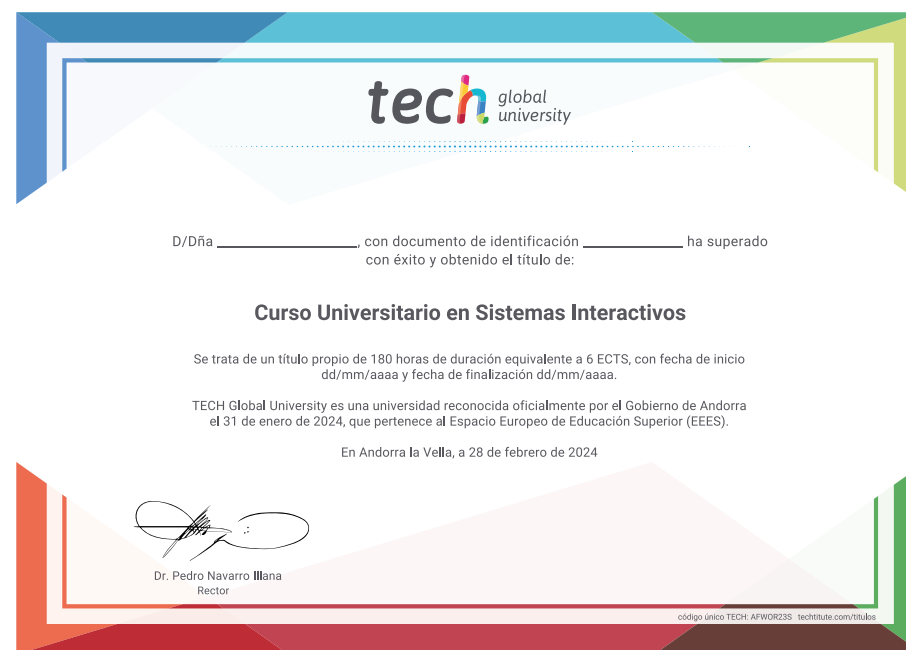 tech global university
D/Dña ________________, con documento de identificación ____________ ha superado
con éxito y obtenido el título de:
Curso Universitario en Sistemas Interactivos
Se trata de un título propio de 180 horas de duración equivalente a 6 ECTS, con fecha de inicio
dd/mm/aaaa y fecha de finalización dd/mm/aaaa.
TECH Global University es una universidad reconocida oficialmente por el Gobierno de Andorra
el 31 de enero de 2024, que pertenece al Espacio Europeo de Educación Superior (EEES).
En Andorra la Vella, a 28 de febrero de 2024
Dr. Pedro Navarro Illana
Rector
código único TECH: AFWOR23S techtitute.com/titulos